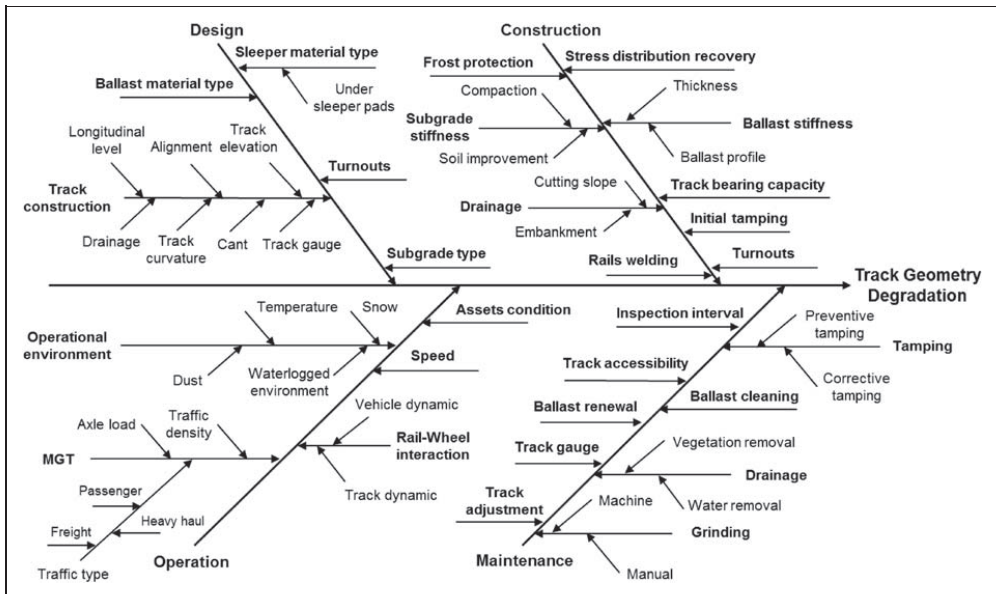 Design
Sleeper material type
Under
sleeper pads
Ballast material type
Turnouts
Longitudinal
level
Alignment
Track
elevation
Track
construction
Drainage
Track
curvature
Cant
Track gauge
Subgrade type
Construction
Frost protection
Stress distribution recovery
Compaction
Subgrade
stiffness
Soil improvement
Thickness
Ballast stiffness
Ballast profile
Cutting slope
Drainage
Embankment
Track bearing capacity
Initial tamping
Rails welding
Turnouts
Track Geometry
Degradation
Temperature
Snow
Assets condition
Operational
environment
Dust
Waterlogged
environment
Speed
Axle load
Traffic
density
Vehicle dynamic
MGT
Rail-Wheel
interaction
Track dynamic
Passenger
Freight
Heavy haul
Traffic type
Operation
Inspection interval
Preventive
tamping
Tamping
Corrective
tamping
Track accessibility
Ballast cleaning
Ballast renewal
Track gauge
Vegetation removal
Drainage
Water removal
Track
adjustment
Machine
Grinding
Manual
Maintenance